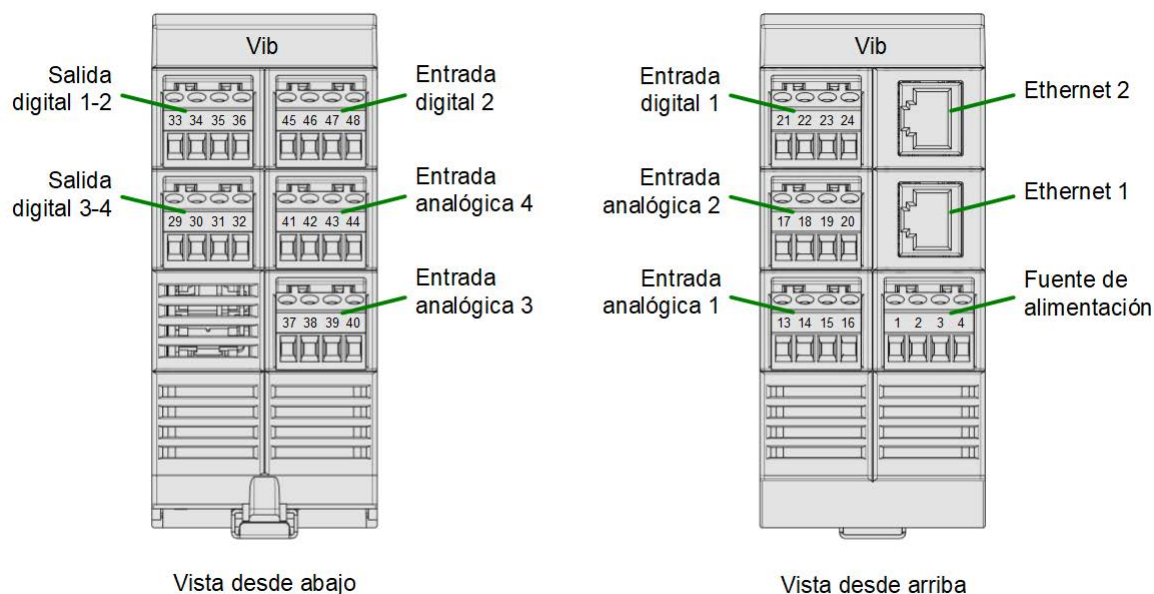 Vib
Salida
digital 1-2
33 34 35 36
45 46 47 48
Entrada
digital 2
Salida
digital 3-4
29 30 31 32
41 42 43 44
Entrada
analógica 4
37 38 39 40
Entrada
analógica 3
Vista desde abajo
Vib
Entrada
digital 1
21 22 23 24
Ethernet 2
Entrada
analógica 2
17 18 19 20
Ethernet 1
Entrada
analógica 1
13 14 15 16
1 2 3 4
Fuente de
alimentación
Vista desde arriba